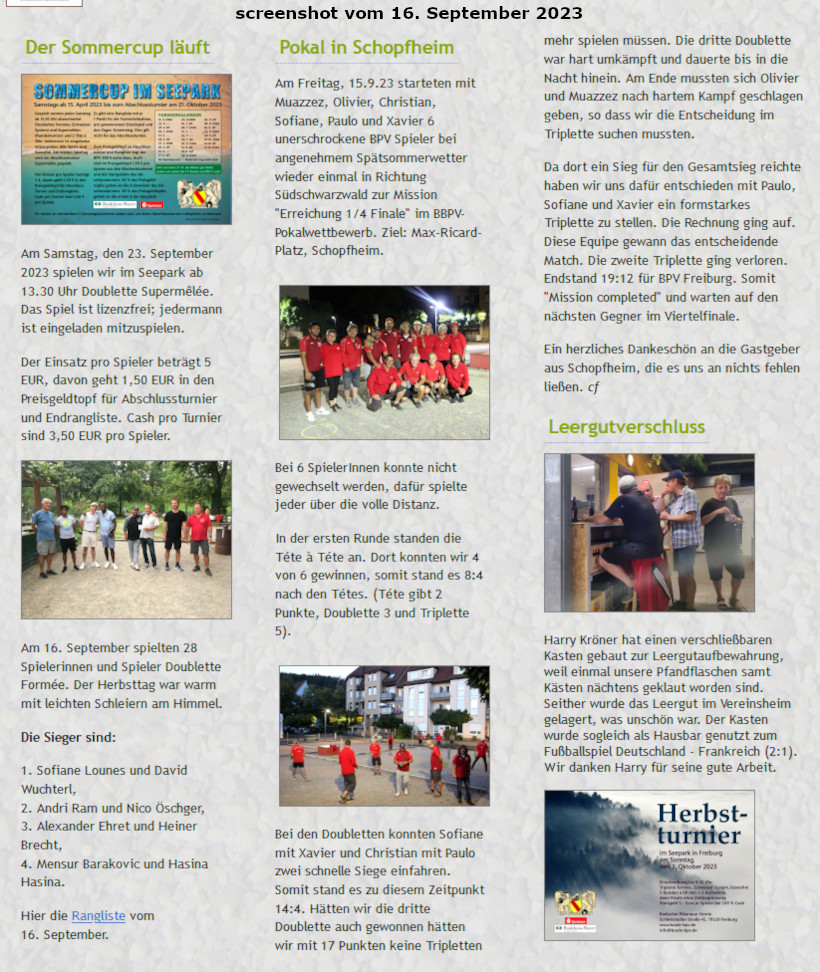 screenshot vom 16. September 2023
Der Sommercup läuft
SOMMERCUP IM SEEPARK
Samstags ab 15. April 2023 bis zum Abschlussturnier am 21. Oktober 2023
Am Samstag, den 23. September
2023 spielen wir im Seepark ab
13.30 Uhr Doublette Supermêlée.
Das Spiel ist lizenzfrei; jedermann
ist eingeladen mitzuspielen.
Der Einsatz pro Spieler beträgt 5
EUR, davon geht 1,50 EUR in den
Preisgeldtopf für Abschlussturnier
und Endrangliste. Cash pro Turnier
sind 3,50 EUR pro Spieler.
Am 16. September spielten 28
Spielerinnen und Spieler Doublette
Formée. Der Herbsttag war warm
mit leichten Schleiern am Himmel.
Die Sieger sind:
1. Sofiane Lounes und David
Wuchterl,
2. Andri Ram und Nico Öschger,
3. Alexander Ehret und Heiner
Brecht,
4. Mensur Barakovic und Hasina
Hasina.
Hier die Rangliste vom
16. September.
Pokal in Schopfheim
Am Freitag, 15.9.23 starteten mit
Muazzez, Olivier, Christian,
Sofiane, Paulo und Xavier 6
unerschrockene BPV Spieler bei
angenehmem Spätsommerwetter
wieder einmal in Richtung
Südschwarzwald zur Mission
"Erreichung 1/4 Finale" im BBPV-
Pokalwettbewerb. Ziel: Max-Ricard-
Platz, Schopfheim.
Bei 6 SpielerInnen konnte nicht
gewechselt werden, dafür spielte
jeder über die volle Distanz.
In der ersten Runde standen die
Téte à Téte an. Dort konnten wir 4
von 6 gewinnen, somit stand es 8:4
nach den Tétes. (Téte gibt 2
Punkte, Doublette 3 und Triplette
5).
Bei den Doubletten konnten Sofiane
mit Xavier und Christian mit Paulo
zwei schnelle Siege einfahren.
Somit stand es zu diesem Zeitpunkt
14:4. Hätten wir die dritte
Doublette auch gewonnen hätten
wir mit 17 Punkten keine Tripletten
mehr spielen müssen. Die dritte Doublette
war hart umkämpft und dauerte bis in die
Nacht hinein. Am Ende mussten sich Olivier
und Muazzez nach hartem Kampf geschlagen
geben, so dass wir die Entscheidung im
Triplette suchen mussten.
Da dort ein Sieg für den Gesamtsieg reichte
haben wir uns dafür entschieden mit Paulo,
Sofiane und Xavier ein formstarkes
Triplette zu stellen. Die Rechnung ging auf.
Diese Equipe gewann das entscheidende
Match. Die zweite Triplette ging verloren.
Endstand 19:12 für BPV Freiburg. Somit
"Mission completed" und warten auf den
nächsten Gegner im Viertelfinale.
Ein herzliches Dankeschön an die Gastgeber
aus Schopfheim, die es uns an nichts fehlen
ließen. cf
Leergutverschluss
Harry Kröner hat einen verschließbaren
Kasten gebaut zur Leergutaufbewahrung,
weil einmal unsere Pfandflaschen samt
Kästen nächtens geklaut worden sind.
Seither wurde das Leergut im Vereinsheim
gelagert, was unschön war. Der Kasten
wurde sogleich als Hausbar genutzt zum
Fußballspiel Deutschland - Frankreich (2:1).
Wir danken Harry für seine gute Arbeit.
Herbst-
turnier
im Seepark in Freiburg
am Sonntag,